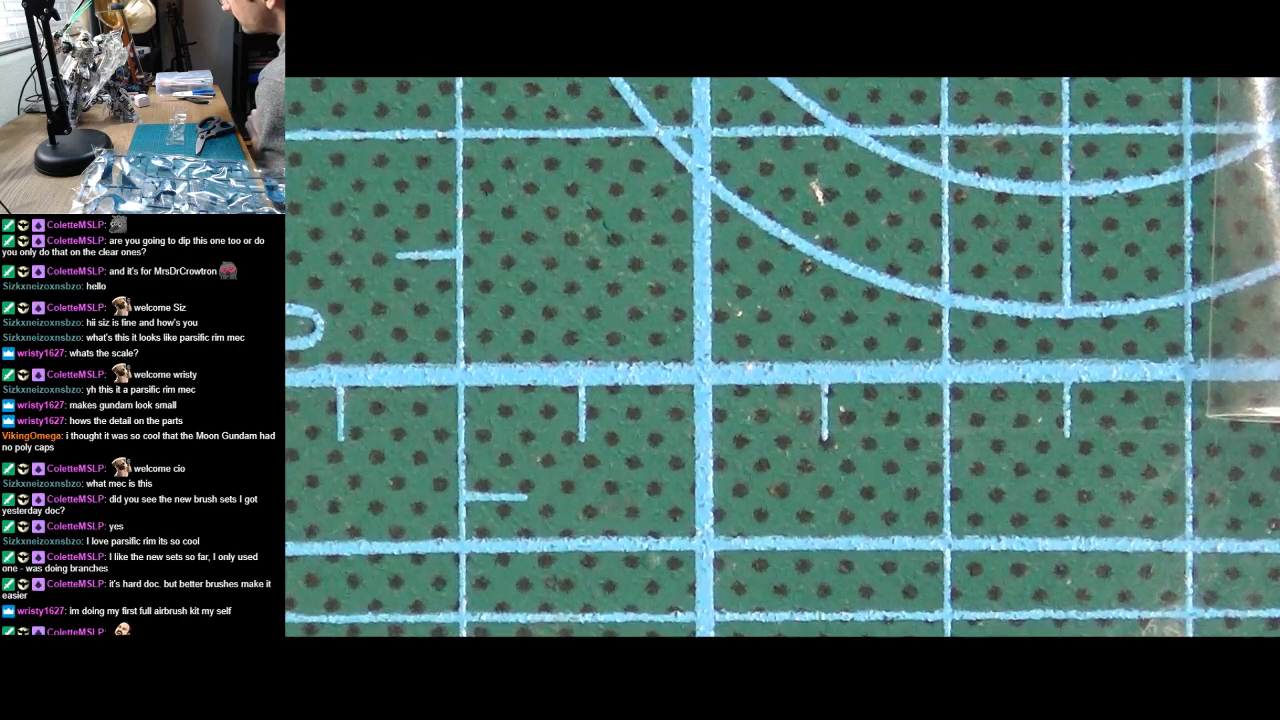 ColetteMSLP:
ColetteMSLP: are you going to dip this one too or do
you only do that on the clear ones?
ColetteMSLP: and it's for MrsDrCrowtron
Sizkxneizoxnsbzo: hello
ColetteMSLP: welcome Siz
Sizkxneizoxnsbzo: hii siz is fine and how's you
Sizkxneizoxnsbzo: what's this it looks like parsific rim mec
wristy1627: whats the scale?
ColetteMSLP: welcome wristy
Sizkxneizoxnsbzo: yh this it a parsific rim mec
wristy1627: makes gundam look small
wristy1627: hows the detail on the parts
VikingOmega: i thought it was so cool that the Moon Gundam had
no poly caps
ColetteMSLP: welcome cio
Sizkxneizoxnsbzo: what mec is this
ColetteMSLP: did you see the new brush sets I got
yesterday doc?
ColetteMSLP: yes
Sizkxneizoxnsbzo: I love parsific rim its so cool
ColetteMSLP: I like the new sets so far, I only used
one - was doing branches
ColetteMSLP: it's hard doc. but better brushes make it
easier
wristy1627: im doing my first full airbrush kit my self
ColetteMSLP: